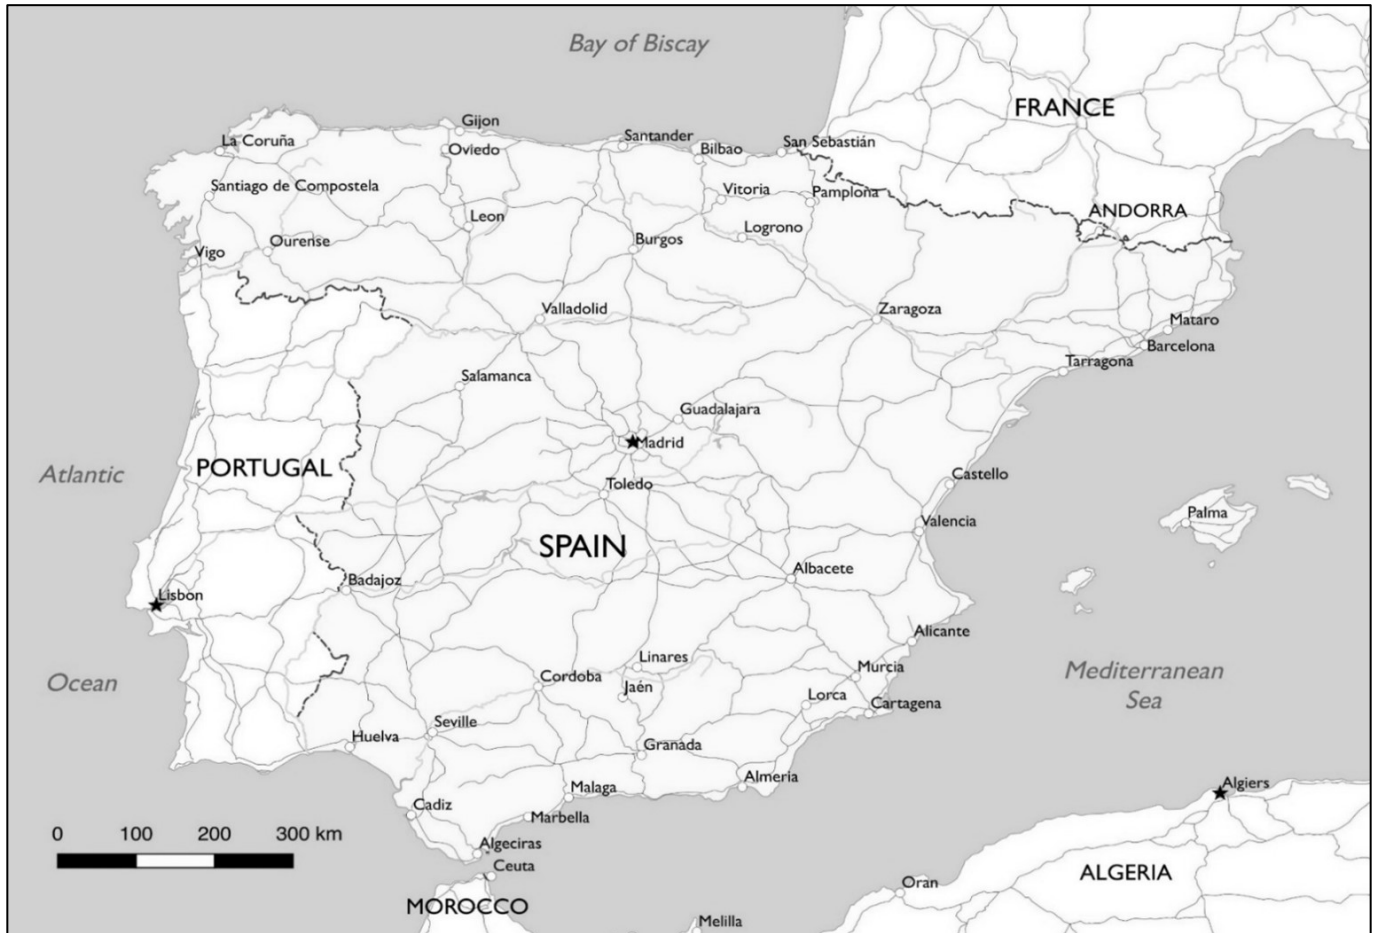 Bay of Biscay
FRANCE
Gijon
La Coruña
Santander
San Sebastián
Oviedo
Bilbao
Santiago de Compostela
Vitoria
Pamplona
ANDORRA
Leon
Logrono
Ourense
Burgos
Vigo
Valladolid
Zaragoza
Mataro
Barcelona
Tarragona
Salamanca
Guadalajara
Madrid
PORTUGAL
Atlantic
Castello
Toledo
Palma
Valencia
SPAIN
Albacete
Badajoz
Lisbon
Alicante
Linares
Murcia
Mediterranean
Sea
Cordoba
Ocean
Jaén
Lorca
Cartagena
Seville
Huelva
Granada
Almeria
Algiers
Malaga
Cadiz
Marbella
0 100 200 300 km
Algeciras
Ceuta
ALGERIA
Oran
MOROCCO
Melilla